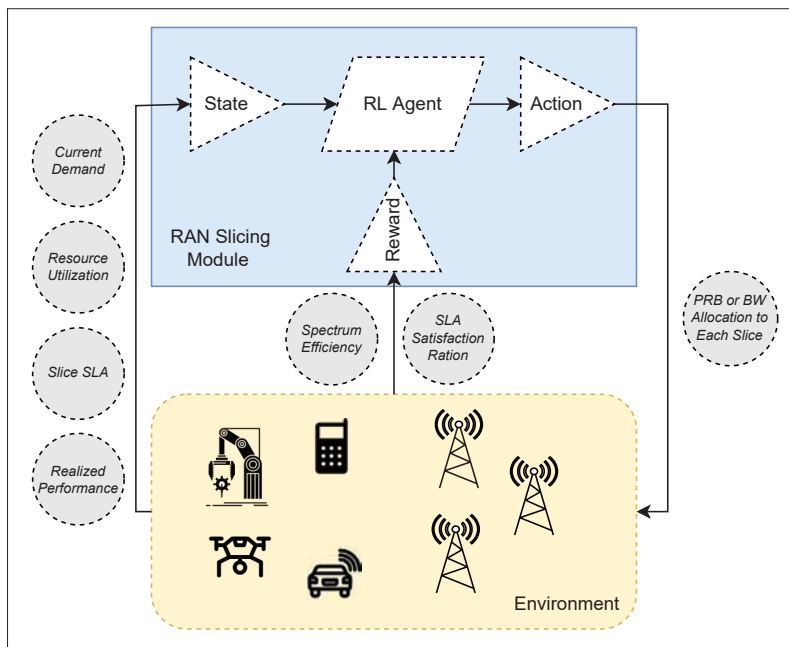 State
RL Agent
Action
Reward
RAN Slicing
Module
Current
Demand
Resource
Utilization
Slice SLA
Realized
Performance
Spectrum
Efficiency
SLA
Satisfaction
Ration
PRB or BW
Allocation to
Each Slice
Environment